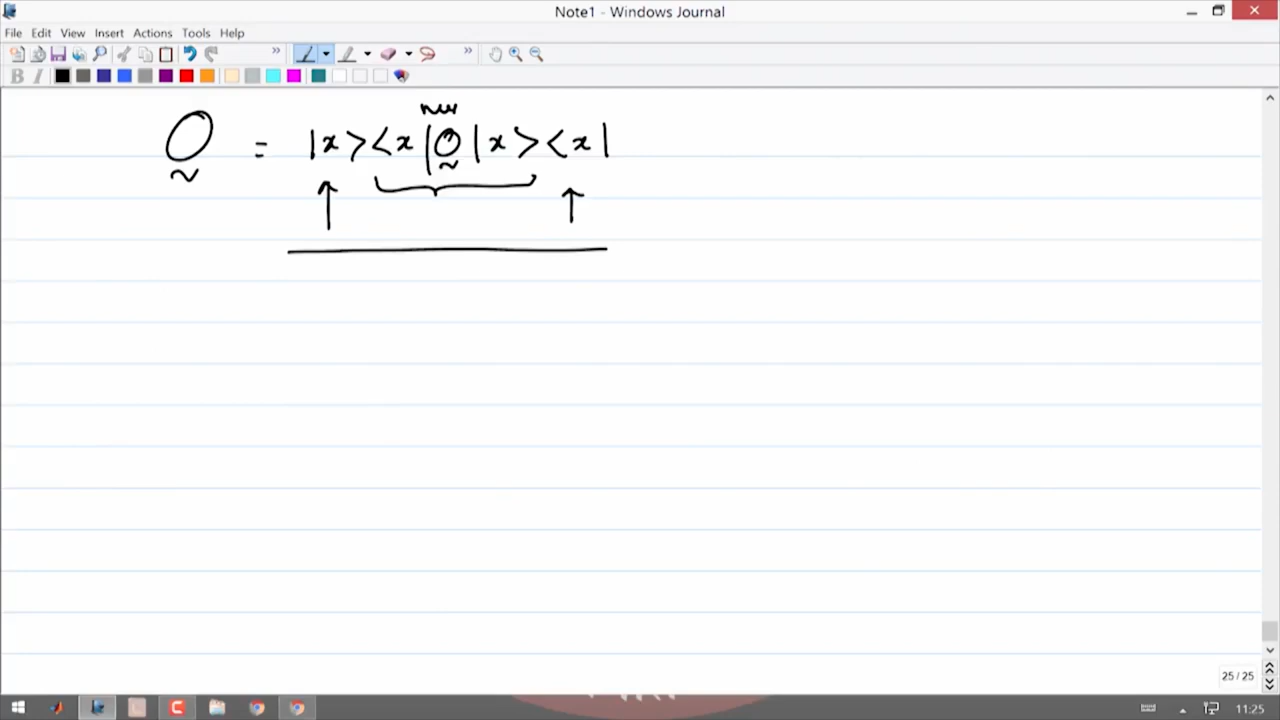 Note1 - Windows Journal
File Edit View Insert Actions Tools Help
O̰ = |x><x|O̰|x><x|
25 / 25
11:25